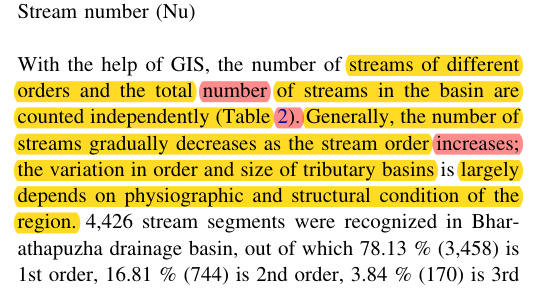 Stream number (Nu)
With the help of GIS, the number of streams of different
orders and the total number of streams in the basin are
counted independently (Table 2). Generally, the number of
streams gradually decreases as the stream order increases;
the variation in order and size of tributary basins is largely
depends on physiographic and structural condition of the
region. 4,426 stream segments were recognized in Bhar-
athapuzha drainage basin, out of which 78.13 % (3,458) is
1st order, 16.81 % (744) is 2nd order, 3.84 % (170) is 3rd